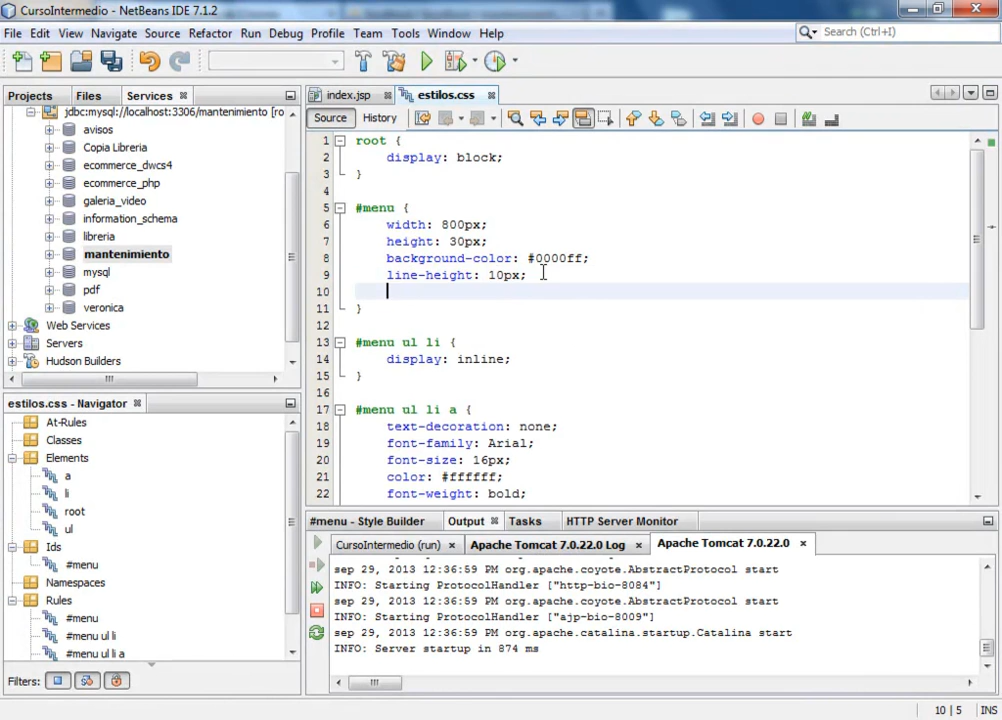 CursoIntermedio - NetBeans IDE 7.1.2
File Edit View Navigate Source Refactor Run Debug Profile Team Tools Window Help
Search (Ctrl+I)
Projects Files Services
index.jsp estilos.css
jdbc:mysql://localhost:3306/mantenimiento [ro
avisos
Copia Libreria
ecommerce_dwcs4
ecommerce_php
galeria_video
information_schema
libreria
mantenimiento
mysql
pdf
veronica
Web Services
Servers
Hudson Builders
Source History
1 root {
2 display: block;
3 }
4
5 #menu {
6 width: 800px;
7 height: 30px;
8 background-color: #0000ff;
9 line-height: 10px;
10
11 }
12
13 #menu ul li {
14 display: inline;
15 }
16
17 #menu ul li a {
18 text-decoration: none;
19 font-family: Arial;
20 font-size: 16px;
21 color: #ffffff;
22 font-weight: bold;
estilos.css - Navigator
At-Rules
Classes
Elements
a
li
root
ul
Ids
#menu
Namespaces
Rules
#menu
#menu ul li
#menu ul li a
Filters:
#menu - Style Builder Output Tasks HTTP Server Monitor
CursoIntermedio (run) Apache Tomcat 7.0.22.0 Log Apache Tomcat 7.0.22.0
sep 29, 2013 12:36:59 PM org.apache.coyote.AbstractProtocol start
INFO: Starting ProtocolHandler ["http-bio-8084"]
sep 29, 2013 12:36:59 PM org.apache.coyote.AbstractProtocol start
INFO: Starting ProtocolHandler ["ajp-bio-8009"]
sep 29, 2013 12:36:59 PM org.apache.catalina.startup.Catalina start
INFO: Server startup in 874 ms
10 | 5 INS